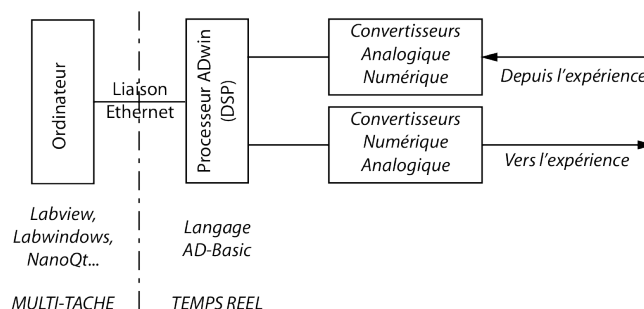 Ordinateur
Liaison
Ethernet
Processeur ADwin
(DSP)
Convertisseurs
Analogique
Numérique
Depuis l'expérience
Convertisseurs
Numérique
Analogique
Vers l'expérience
Labview,
Labwindows,
NanoQt...
Langage
AD-Basic
MULTI-TACHE
TEMPS REEL